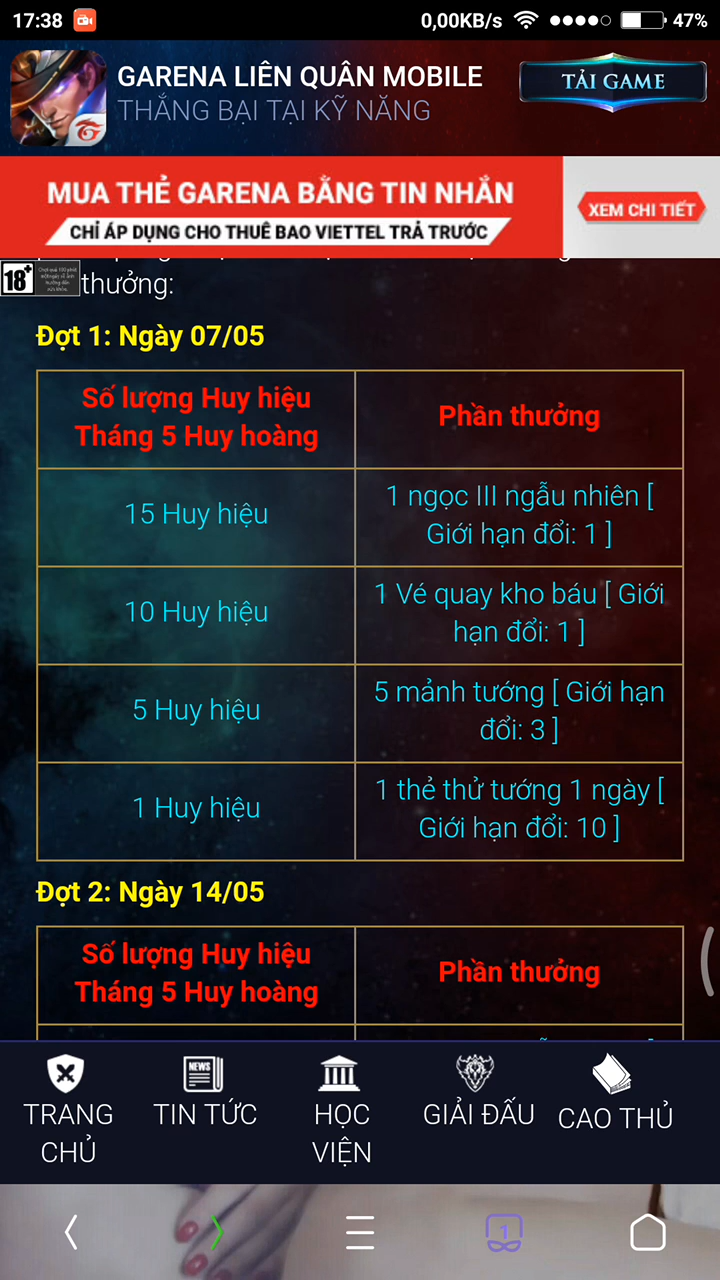 17:38
0,00KB/s
47%
GARENA LIÊN QUÂN MOBILE
THẮNG BẠI TẠI KỸ NĂNG
TẢI GAME
MUA THẺ GARENA BẰNG TIN NHẮN
CHỈ ÁP DỤNG CHO THUÊ BAO VIETTEL TRẢ TRƯỚC
XEM CHI TIẾT
18+
thưởng:
Đợt 1: Ngày 07/05
Số lượng Huy hiệu
Tháng 5 Huy hoàng
Phần thưởng
15 Huy hiệu
1 ngọc III ngẫu nhiên [
Giới hạn đổi: 1 ]
10 Huy hiệu
1 Vé quay kho báu [ Giới
hạn đổi: 1 ]
5 Huy hiệu
5 mảnh tướng [ Giới hạn
đổi: 3 ]
1 Huy hiệu
1 thẻ thử tướng 1 ngày [
Giới hạn đổi: 10 ]
Đợt 2: Ngày 14/05
Số lượng Huy hiệu
Tháng 5 Huy hoàng
Phần thưởng
NEWS
TRANG
CHỦ
TIN TỨC
HỌC
VIỆN
GIẢI ĐẤU
CAO THỦ
1